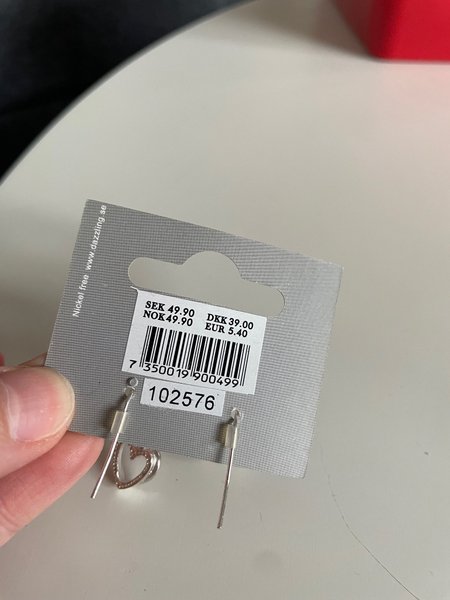 Nickel free www.dazzling.se
SEK 49.90 DKK 39.00
NOK 49.90 EUR 5.40
7 350019 900499
102576